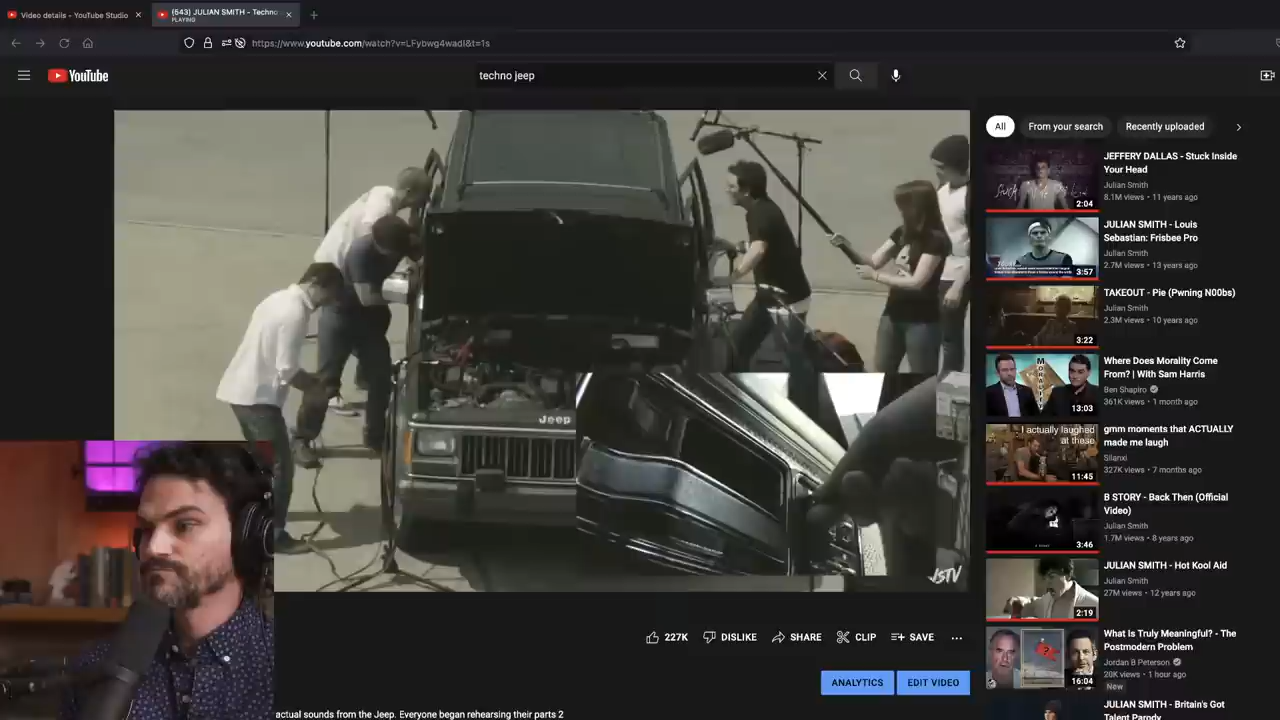 Video details - YouTube Studio
(643) JULIAN SMITH - Techno
PLAYING
https://www.youtube.com/watch?v=LFybwg4wadI&t=1s
YouTube
techno jeep
All
From your search
Recently uploaded
JEFFERY DALLAS - Stuck Inside
Your Head
Julian Smith
8.1M views • 11 years ago
2:04
JULIAN SMITH - Louis
Sebastian: Frisbee Pro
Julian Smith
2.7M views • 13 years ago
3:57
TAKEOUT - Pie (Pwning N00bs)
Julian Smith
2.3M views • 10 years ago
3:22
Where Does Morality Come
From? | With Sam Harris
Ben Shapiro
361K views • 1 month ago
MORALITY
13:03
gmm moments that ACTUALLY
made me laugh
Silanxi
327K views • 7 months ago
I actually laughed
at these
11:45
B STORY - Back Then (Official
Video)
Julian Smith
1.7M views • 8 years ago
3:46
JULIAN SMITH - Hot Kool Aid
Julian Smith
27M views • 12 years ago
2:19
What is Truly Meaningful? - The
Postmodern Problem
Jordan B Peterson
20K views • 1 hour ago
New
16:04
JULIAN SMITH - Britain's Got
Talent Parody
Jeep
JSTV
227K
DISLIKE
SHARE
CLIP
SAVE
ANALYTICS
EDIT VIDEO
actual sounds from the Jeep. Everyone began rehearsing their parts 2